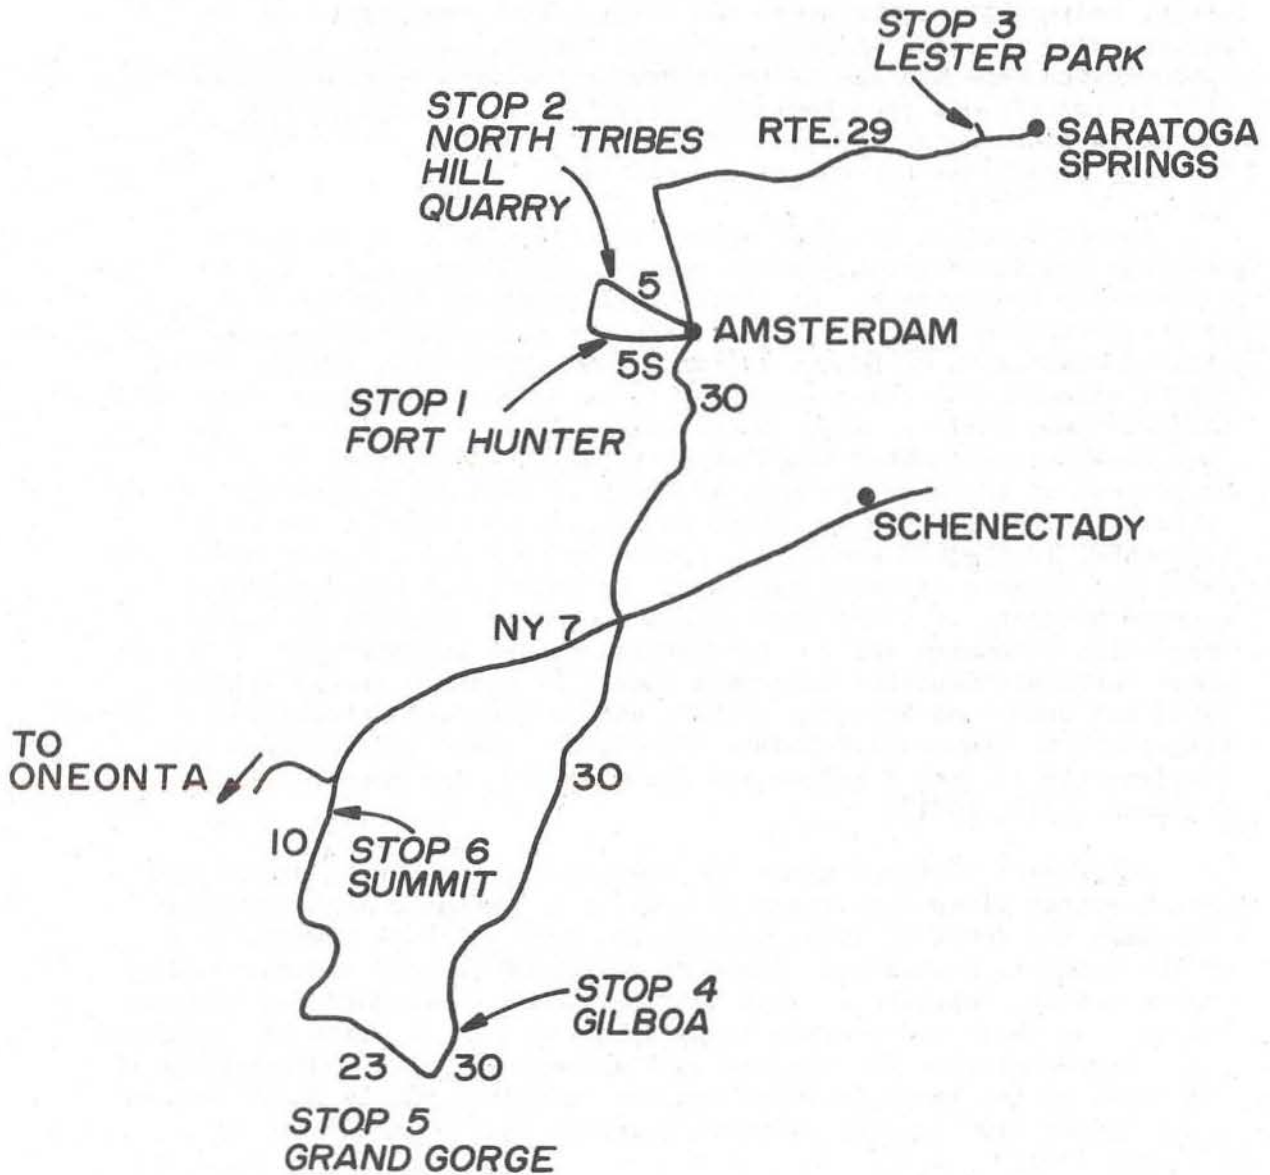 STOP 3
LESTER PARK
STOP 2
NORTH TRIBES
HILL
QUARRY
RTE. 29
SARATOGA
SPRINGS
5
AMSTERDAM
5S
30
STOP 1
FORT HUNTER
SCHENECTADY
NY 7
TO
ONEONTA
30
10
STOP 6
SUMMIT
STOP 4
GILBOA
23
30
STOP 5
GRAND GORGE